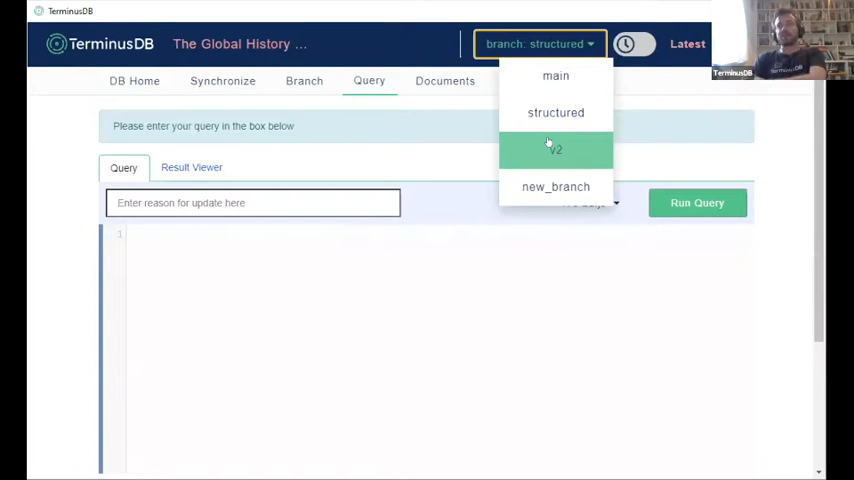 TerminusDB
TerminusDB
The Global History ...
branch: structured
Latest
TerminusDB
main
structured
v2
new_branch
DB Home
Synchronize
Branch
Query
Documents
Please enter your query in the box below
Query
Result Viewer
Enter reason for update here
Run Query
1